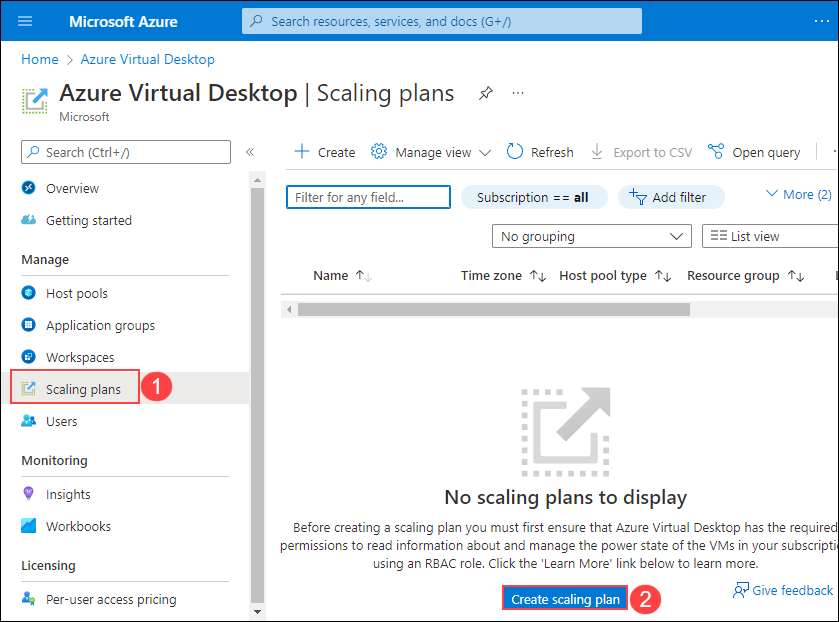 Microsoft Azure
Search resources, services, and docs (G+/)
Home > Azure Virtual Desktop
Azure Virtual Desktop | Scaling plans
Microsoft
Search (Ctrl+/)
Overview
Getting started
Manage
Host pools
Application groups
Workspaces
Scaling plans
1
Users
Monitoring
Insights
Workbooks
Licensing
Per-user access pricing
Create Manage view Refresh Export to CSV Open query
Filter for any field... Subscription == all Add filter More (2)
No grouping List view
Name Time zone Host pool type Resource group
No scaling plans to display
Before creating a scaling plan you must first ensure that Azure Virtual Desktop has the required
permissions to read information about and manage the power state of the VMs in your subscripti
using an RBAC role. Click the 'Learn More' link below to learn more.
Create scaling plan 2
Give feedback